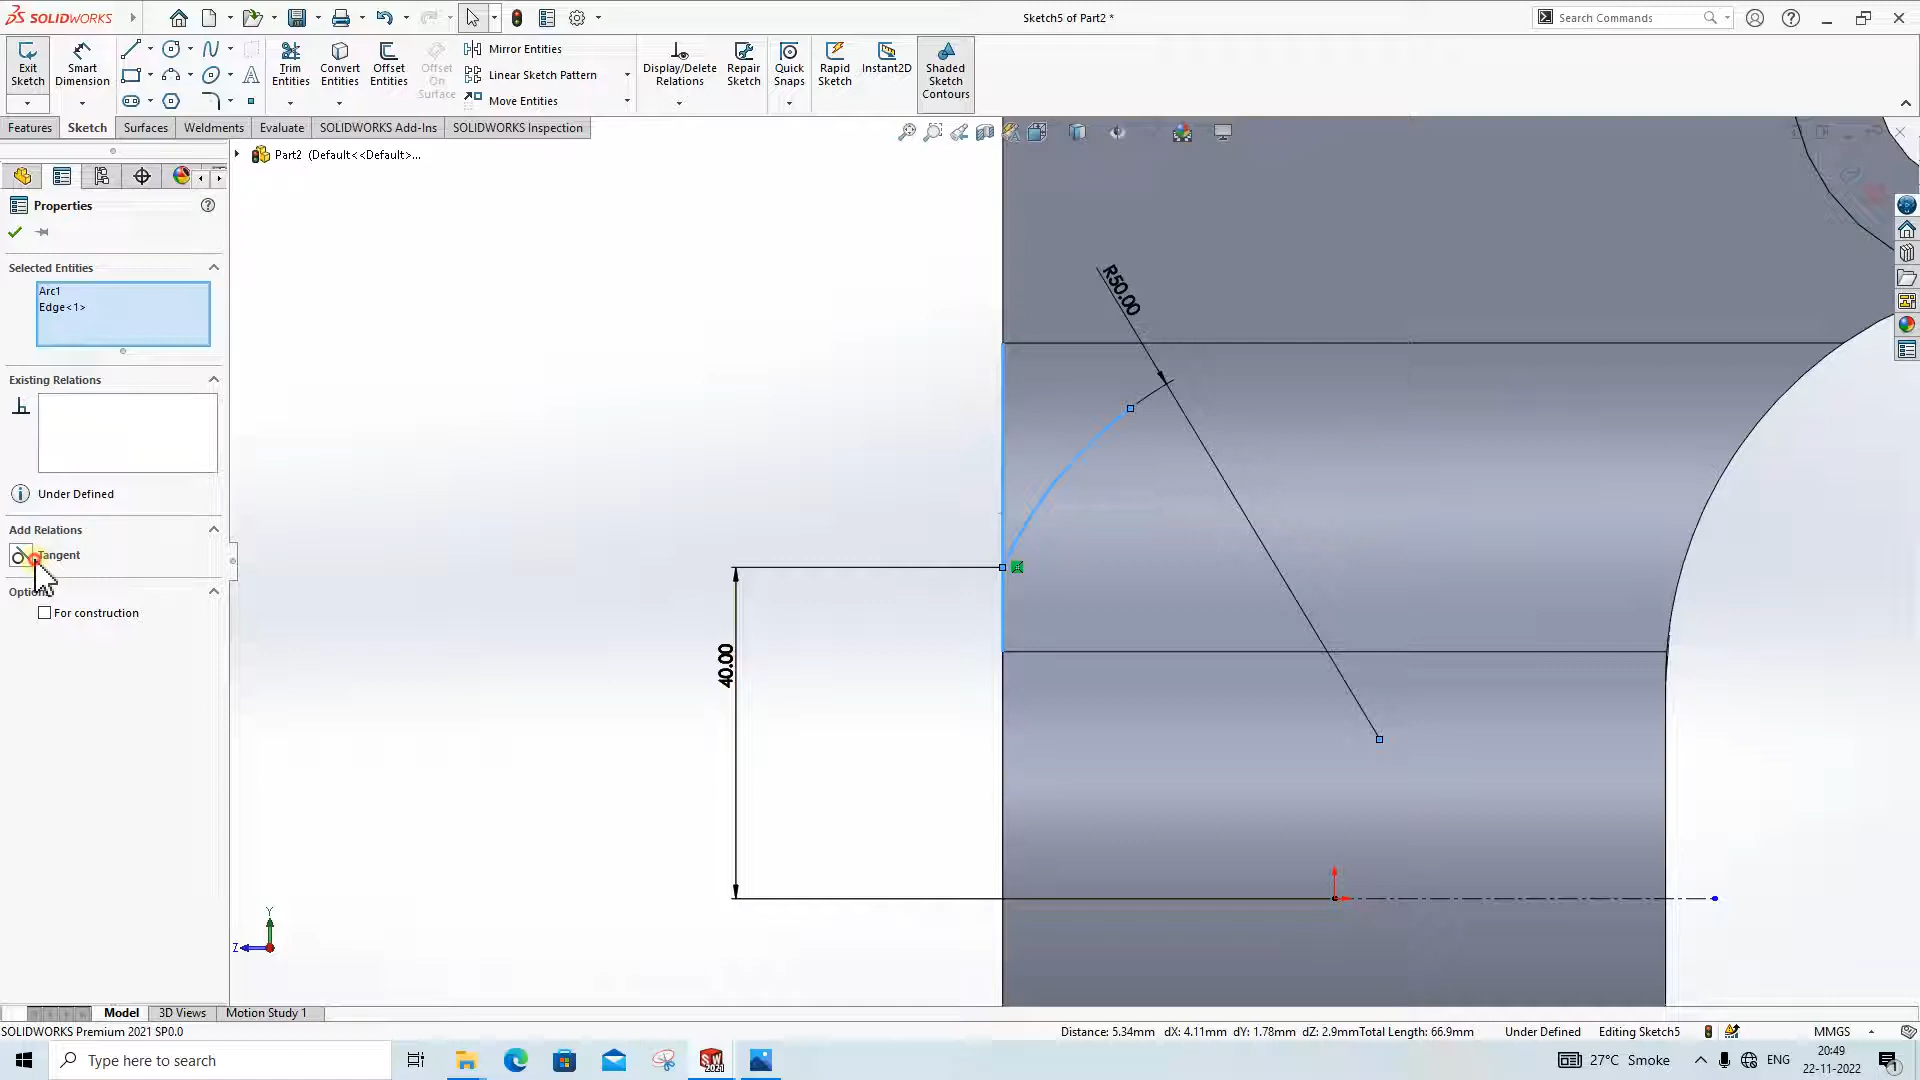 SOLIDWORKS
Sketch5 of Part2 *
Search Commands
Exit Sketch
Smart Dimension
Trim Entities
Convert Entities
Offset Entities
Offset On Surface
Mirror Entities
Linear Sketch Pattern
Move Entities
Display/Delete Relations
Repair Sketch
Quick Snaps
Rapid Sketch
Instant2D
Shaded Sketch Contours
Features
Sketch
Surfaces
Weldments
Evaluate
SOLIDWORKS Add-Ins
SOLIDWORKS Inspection
Part2 (Default<<Default>...
Properties
Selected Entities
Arc1
Edge<1>
Existing Relations
Under Defined
Add Relations
Tangent
For construction
R50.00
40.00
Y
Z
Model
3D Views
Motion Study 1
SOLIDWORKS Premium 2021 SP0.0
Distance: 5.34mm dX: 4.11mm dY: 1.78mm dZ: 2.9mmTotal Length: 66.9mm
Under Defined
Editing Sketch5
MMGS
Type here to search
27°C Smoke
ENG
20:49
22-11-2022